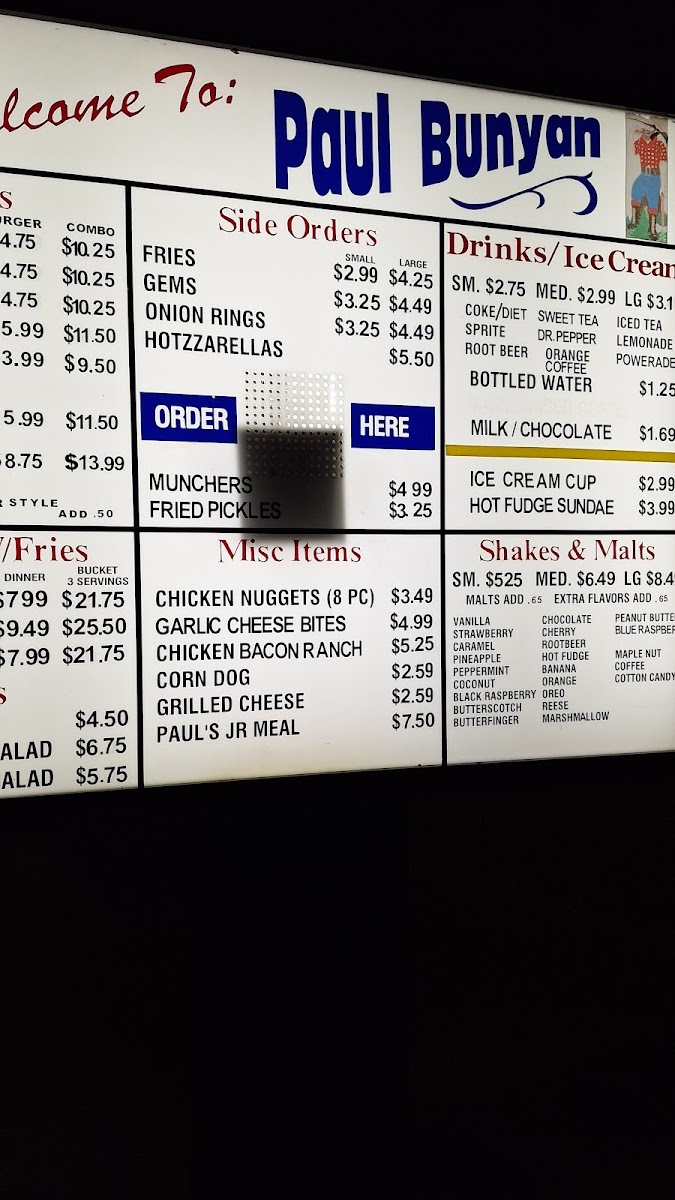 lcome To:
Paul Bunyan
S
URGER COMBO
4.75 $10.25
4.75 $10.25
4.75 $10.25
5.99 $11.50
3.99 $9.50
5.99 $11.50
8.75 $13.99
R STYLE ADD .50
/Fries
DINNER BUCKET
3 SERVINGS
$799 $21.75
$9.49 $25.50
$7.99 $21.75
S
$4.50
ALAD $6.75
ALAD $5.75
Side Orders
SMALL LARGE
FRIES $2.99 $4.25
GEMS $3.25 $4.49
ONION RINGS $3.25 $4.49
HOTZZARELLAS $5.50
ORDER HERE
MUNCHERS $4 99
FRIED PICKLES $3 25
Misc Items
CHICKEN NUGGETS (8 PC) $3.49
GARLIC CHEESE BITES $4.99
CHICKEN BACON RANCH $5.25
CORN DOG $2.59
GRILLED CHEESE $2.59
PAUL'S JR MEAL $7.50
Drinks/Ice Cream
SM. $2.75 MED. $2.99 LG $3.1
COKE/DIET SWEET TEA ICED TEA
SPRITE DR.PEPPER LEMONADE
ROOT BEER ORANGE POWERADE
COFFEE
BOTTLED WATER $1.25
MILK / CHOCOLATE $1.69
ICE CREAM CUP $2.99
HOT FUDGE SUNDAE $3.99
Shakes & Malts
SM. $525 MED. $6.49 LG $8.49
MALTS ADD .65 EXTRA FLAVORS ADD .65
VANILLA CHOCOLATE PEANUT BUTTE
STRAWBERRY CHERRY BLUE RASPBER
CARAMEL ROOTBEER
PINEAPPLE HOT FUDGE MAPLE NUT
PEPPERMINT BANANA COFFEE
COCONUT ORANGE COTTON CANDY
BLACK RASPBERRY OREO
BUTTERSCOTCH REESE
BUTTERFINGER MARSHMALLOW